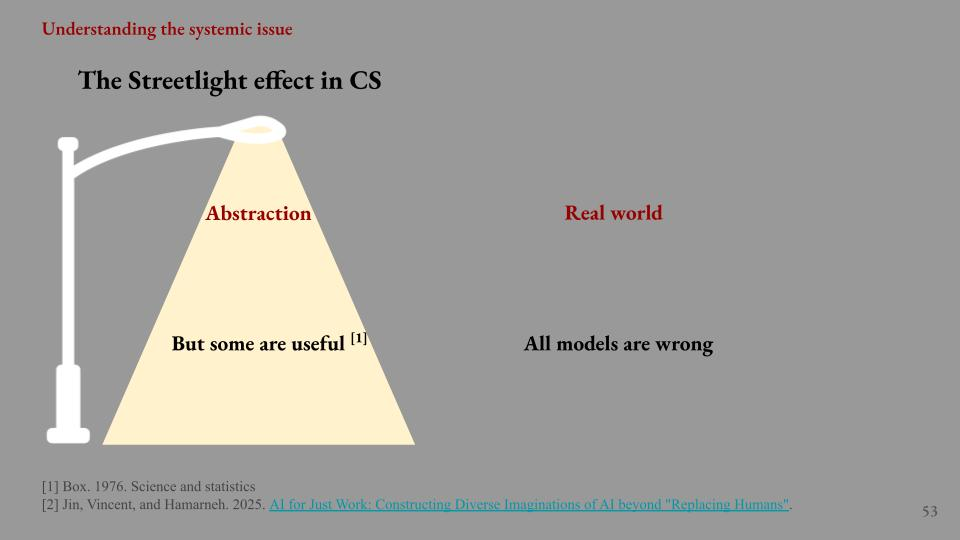 Understanding the systemic issue
The Streetlight effect in CS
Abstraction
Real world
But some are useful [1]
All models are wrong
[1] Box. 1976. Science and statistics
[2] Jin, Vincent, and Hamarneh. 2025. AI for Just Work: Constructing Diverse Imaginations of AI beyond "Replacing Humans".
53